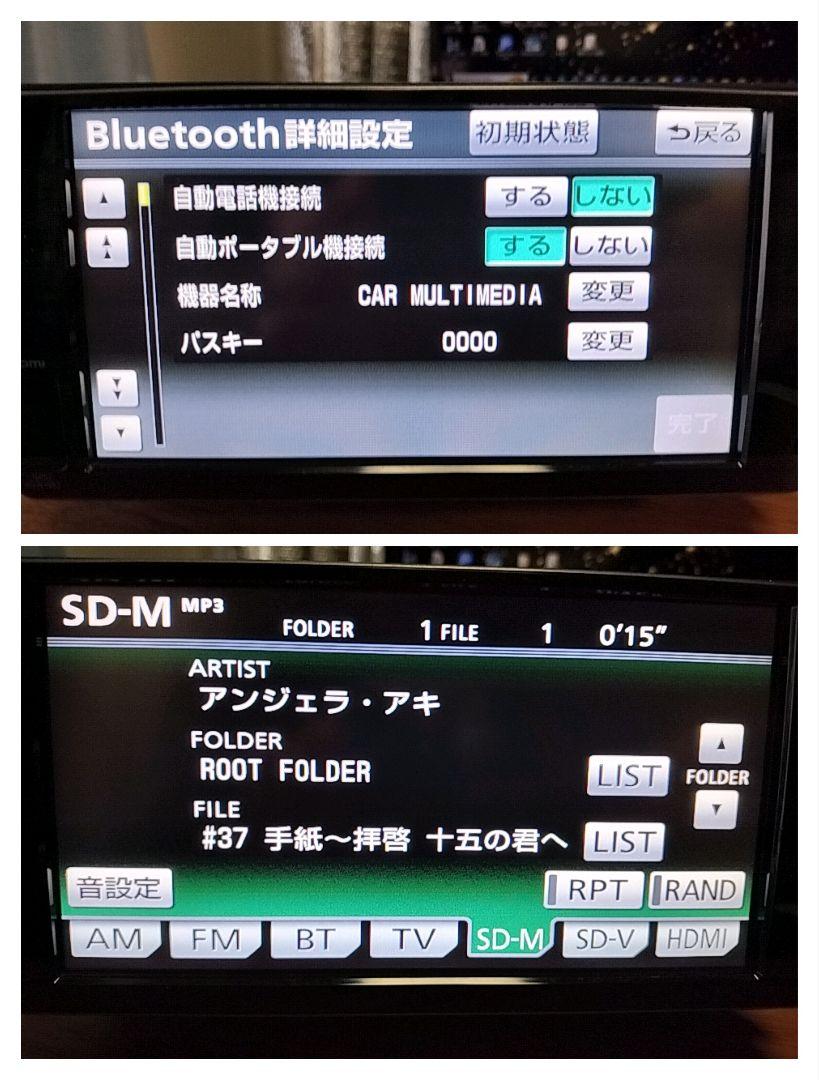 Bluetooth詳細設定 初期状態 戻る
自動電話機接続 する しない
自動ポータブル機接続 する しない
機器名称 CAR MULTIMEDIA 変更
パスキー 0000 変更
完了
SD-M MP3
FOLDER 1 FILE 1 0'15"
ARTIST
アンジェラ・アキ
FOLDER
ROOT FOLDER LIST FOLDER
FILE
#37 手紙～拝啓 十五の君へ LIST
音設定 RPT RAND
AM FM BT TV SD-M SD-V HDMI